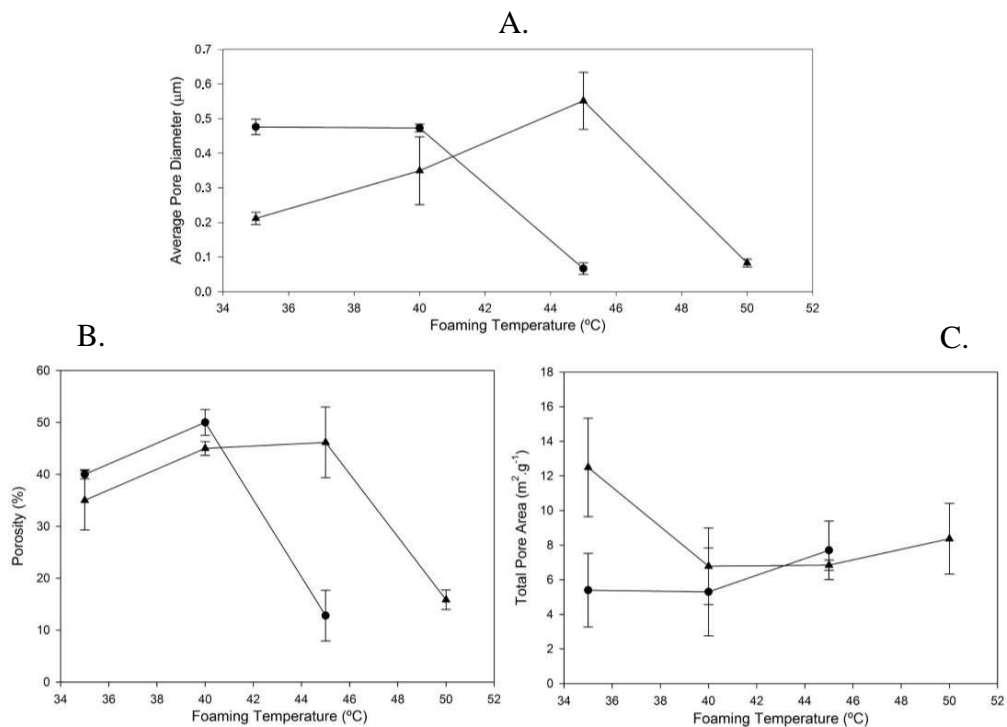 A.
0.7
0.6
0.5
0.4
0.3
0.2
0.1
0.0
Average Pore Diameter (μm)
34 36 38 40 42 44 46 48 50 52
Foaming Temperature (ºC)
B.
60
50
40
30
20
10
0
Porosity (%)
34 36 38 40 42 44 46 48 50 52
Foaming Temperature (ºC)
C.
18
16
14
12
10
8
6
4
2
0
Total Pore Area (m².g⁻¹)
34 36 38 40 42 44 46 48 50 52
Foaming Temperature (ºC)